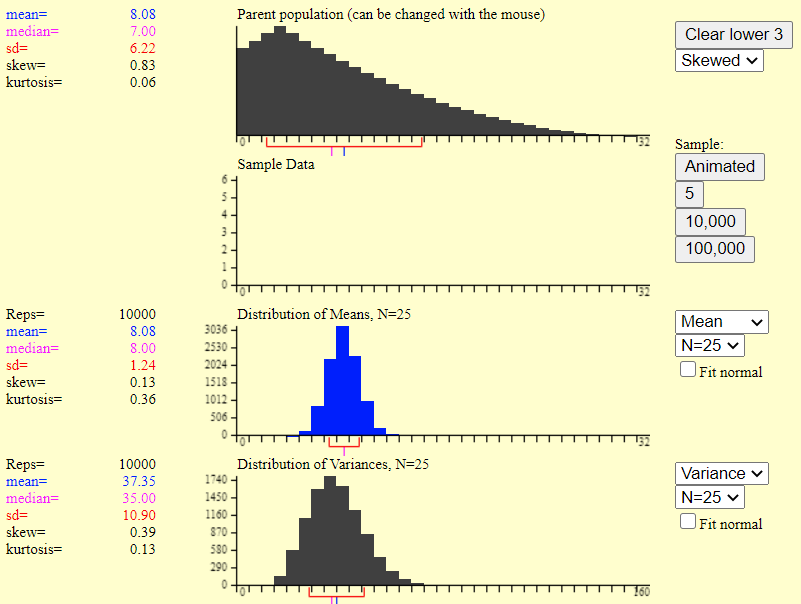 mean= 8.08
median= 7.00
sd= 6.22
skew= 0.83
kurtosis= 0.06
Parent population (can be changed with the mouse)
0 32
Clear lower 3
Skewed
Sample:
Animated
5
10,000
100,000
Sample Data
6
5
4
3
2
1
0
0 32
Reps= 10000
mean= 8.08
median= 8.00
sd= 1.24
skew= 0.13
kurtosis= 0.36
Distribution of Means, N=25
3036
2530
2024
1518
1012
506
0
0 32
Mean
N=25
Fit normal
Reps= 10000
mean= 37.35
median= 35.00
sd= 10.90
skew= 0.39
kurtosis= 0.13
Distribution of Variances, N=25
1740
1450
1160
870
580
290
0
0 160
Variance
N=25
Fit normal